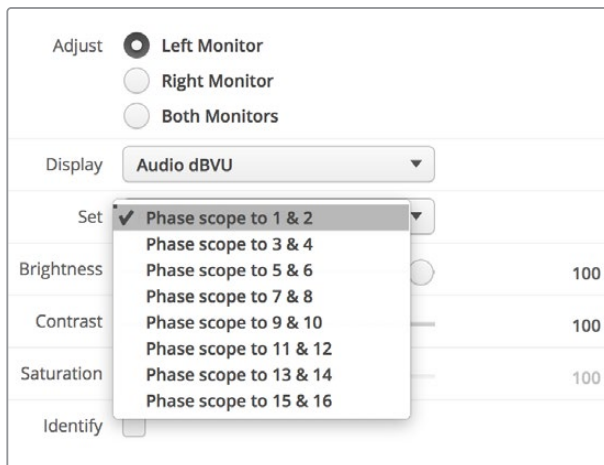 Adjust Left Monitor
Right Monitor
Both Monitors
Display Audio dBVU
Set Phase scope to 1 & 2
Phase scope to 3 & 4
Phase scope to 5 & 6
Brightness 100
Phase scope to 7 & 8
Phase scope to 9 & 10
Contrast 100
Phase scope to 11 & 12
Saturation Phase scope to 13 & 14 100
Phase scope to 15 & 16
Identify